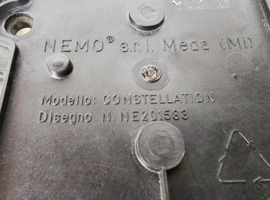 NEMO® s.r.l. Meda (MI)
Modello: CONSTELLATION
Disegno N. NE201583